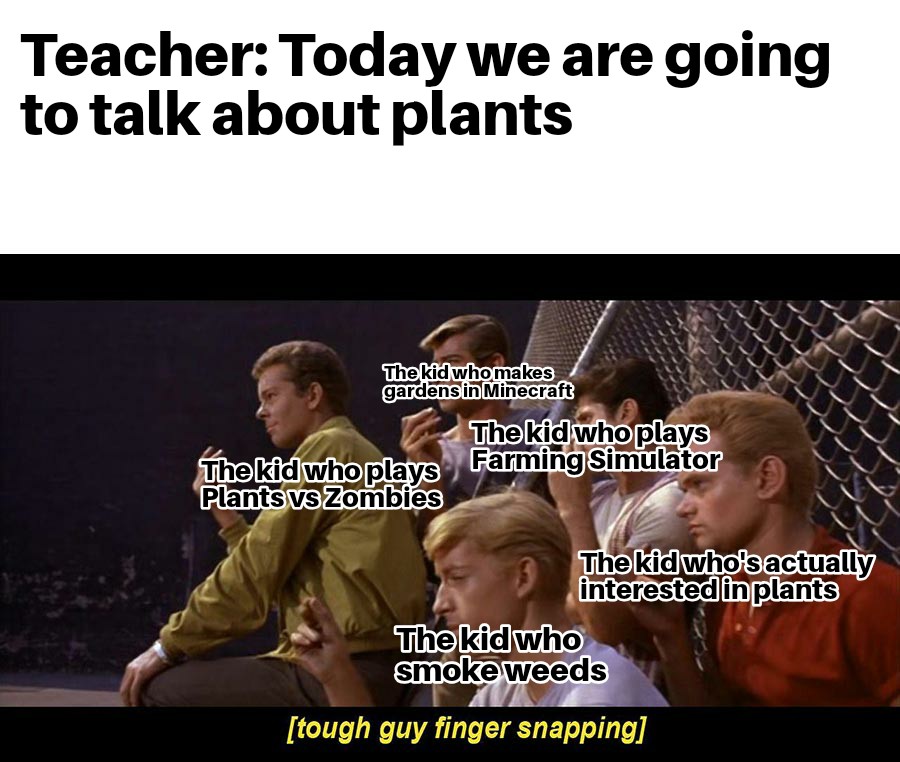 Teacher: Today we are going
to talk about plants
The kid who makes
gardens in Minecraft
The kid who plays
Farming Simulator
The kid who plays
Plants vs Zombies
The kid who's actually
interested in plants
The kid who
smoke weeds
[tough guy finger snapping]